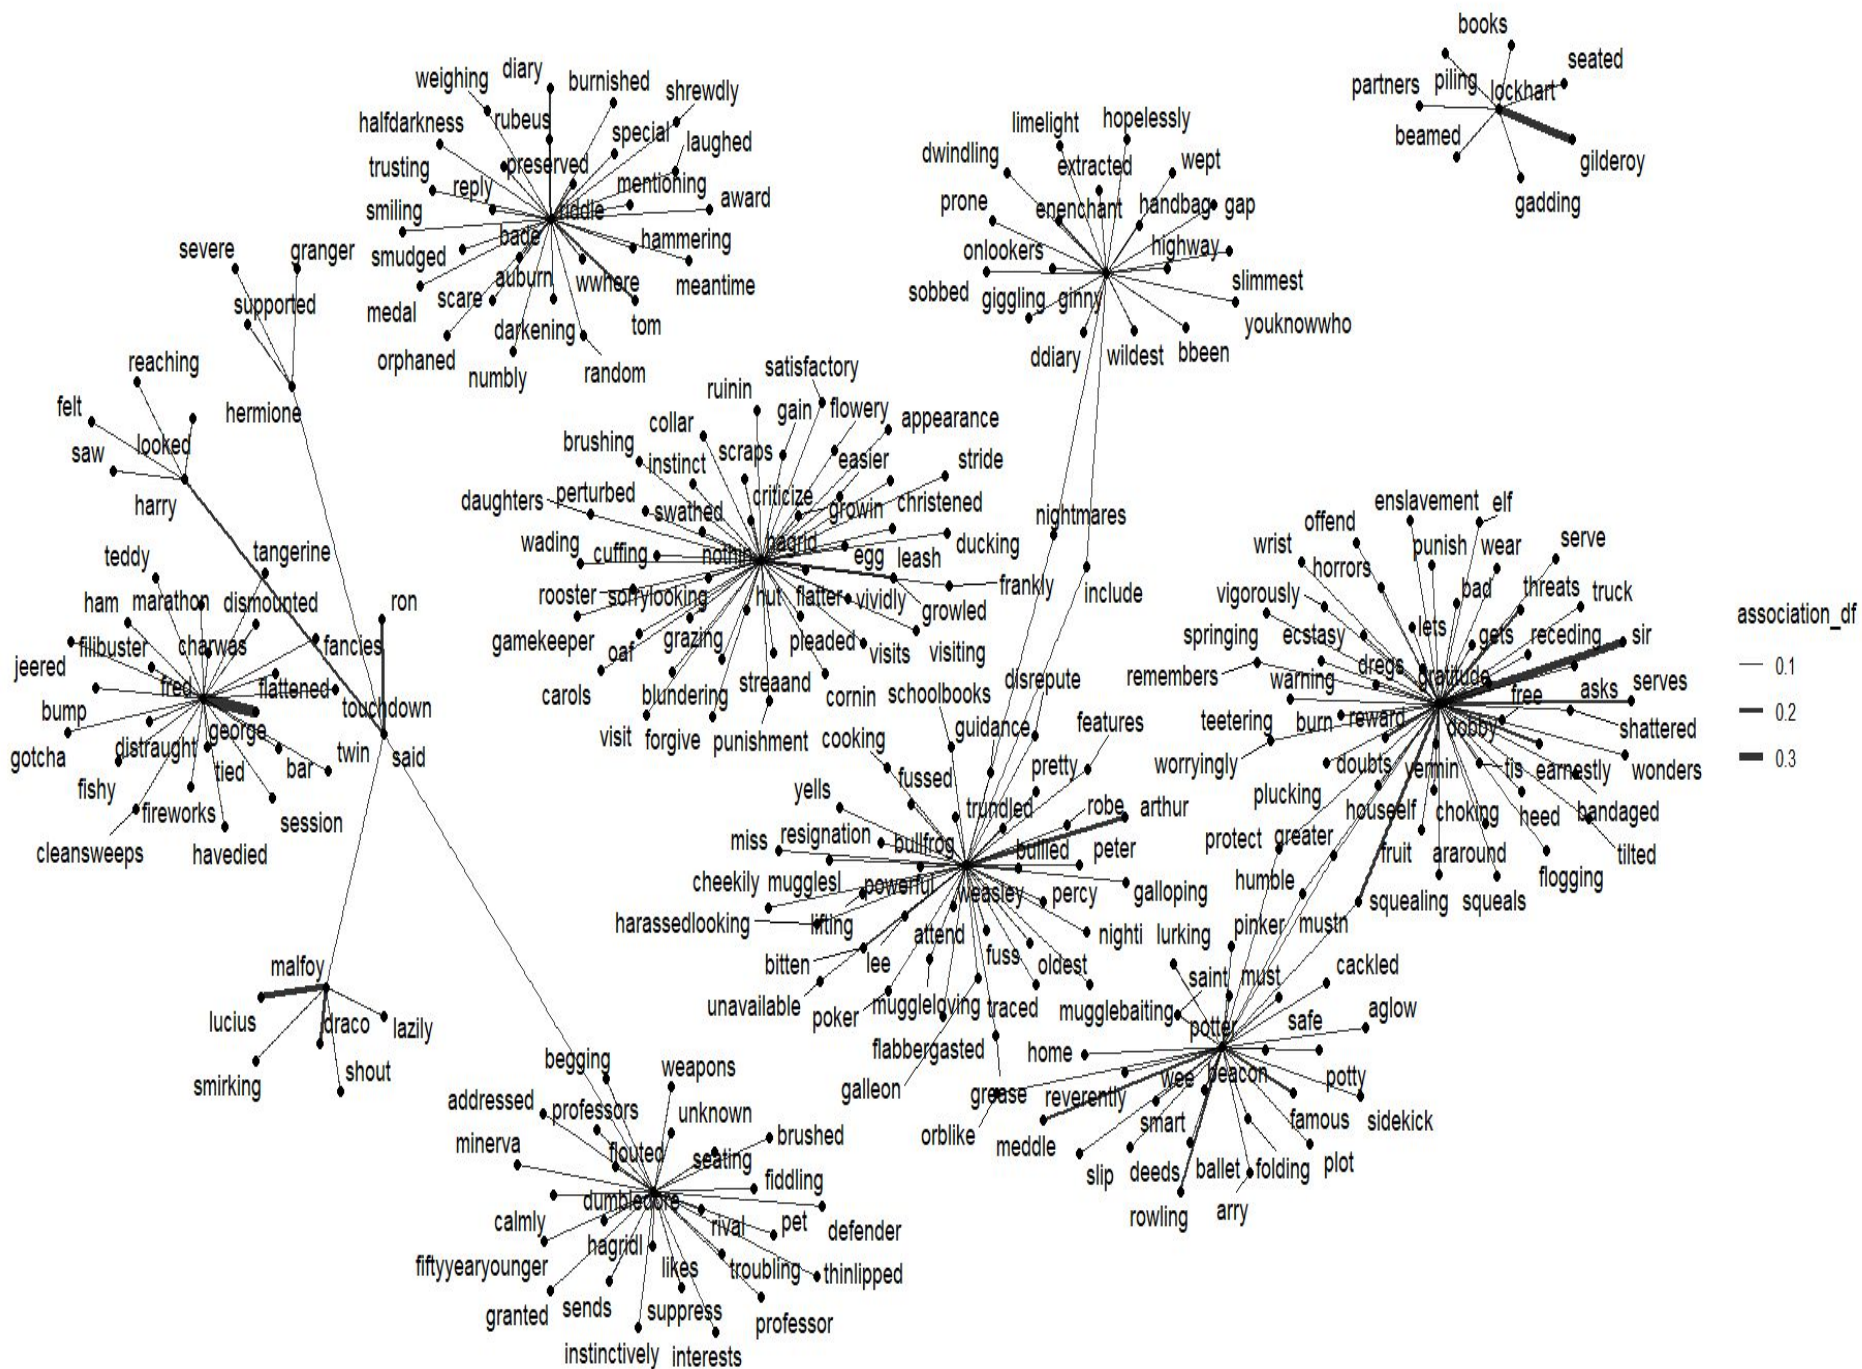 books
seated
partners
piling
lockhart
beamed
gilderoy
gadding
weighing
diary
burnished
shrewdly
halfdarkness
rubeus
special
laughed
trusting
reply
preserved
mentioning
award
smiling
riddle
smudged
bade
hammering
medal
scare
auburn
wwhere
meantime
orphaned
darkening
tom
numbly
random
limelight
hopelessly
dwindling
extracted
wept
prone
enenchant
handbag
gap
onlookers
highway
sobbed
giggling
ginny
slimmest
youknowwho
ddiary
wildest
bbeen
severe
granger
supported
hermione
reaching
felt
looked
saw
harry
teddy
tangerine
ron
ham
marathon
dismounted
jeered
filibuster
charwas
fancies
fred
flattened
touchdown
bump
gotcha
distraught
george
tied
bar
twin
said
fishy
fireworks
session
cleansweeps
havedied
satisfactory
ruinin
gain
flowery
appearance
collar
brushing
scraps
easier
stride
instinct
daughters
perturbed
criticize
growin
christened
swathed
wading
cuffing
nothin
hagrid
egg
leash
ducking
frankly
rooster
sorrylooking
hut
flatter
vividly
growled
gamekeeper
oaf
grazing
pleaded
visits
visiting
carols
blundering
streaand
cornin
visit
forgive
punishment
nightmares
include
disrepute
schoolbooks
guidance
features
cooking
fussed
pretty
yells
trundled
robe
arthur
miss
resignation
bullfrog
bullied
peter
cheekily
mugglesl
powerful
weasley
percy
galloping
harassedlooking
lifting
attend
nighti
bitten
lee
fuss
oldest
unavailable
poker
muggleloving
traced
mugglebaiting
flabbergasted
galleon
grease
orblike
enslavement
elf
offend
punish
wear
serve
wrist
horrors
bad
threats
truck
vigorously
lets
gets
receding
sir
springing
ecstasy
dregs
gratitude
remembers
warning
free
asks
serves
teetering
burn
reward
dobby
shattered
worryingly
doubts
vermin
tis
earnestly
wonders
plucking
houseelf
choking
heed
bandaged
protect
greater
fruit
araround
tilted
humble
squealing
squeals
flogging
pinker
mustn
lurking
saint
must
cackled
potter
safe
aglow
home
wee
beacon
potty
reverently
meddle
smart
famous
sidekick
slip
deeds
ballet
folding
plot
rowling
arry
malfoy
lucius
draco
lazily
smirking
shout
begging
weapons
addressed
professors
unknown
minerva
flouted
seating
brushed
dumbledore
fiddling
calmly
rival
pet
defender
hagridl
fiftyyearyounger
likes
troubling
thinlipped
granted
sends
suppress
professor
instinctively
interests
association_df
0.1
0.2
0.3